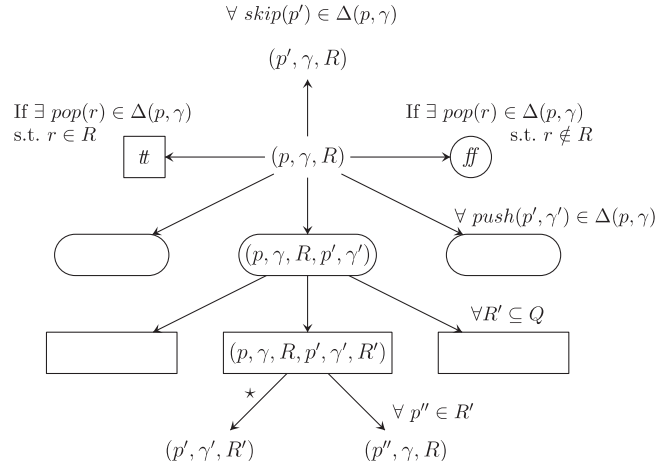 ∀ skip(p′) ∈ Δ(p, γ)
(p′, γ, R)
If ∃ pop(r) ∈ Δ(p, γ)
s.t. r ∈ R
If ∃ pop(r) ∈ Δ(p, γ)
s.t. r ∉ R
tt
(p, γ, R)
ff
∀ push(p′, γ′) ∈ Δ(p, γ)
(p, γ, R, p′, γ′)
∀R′ ⊆ Q
(p, γ, R, p′, γ′, R′)
⋆
∀ p″ ∈ R′
(p′, γ′, R′)
(p″, γ, R)